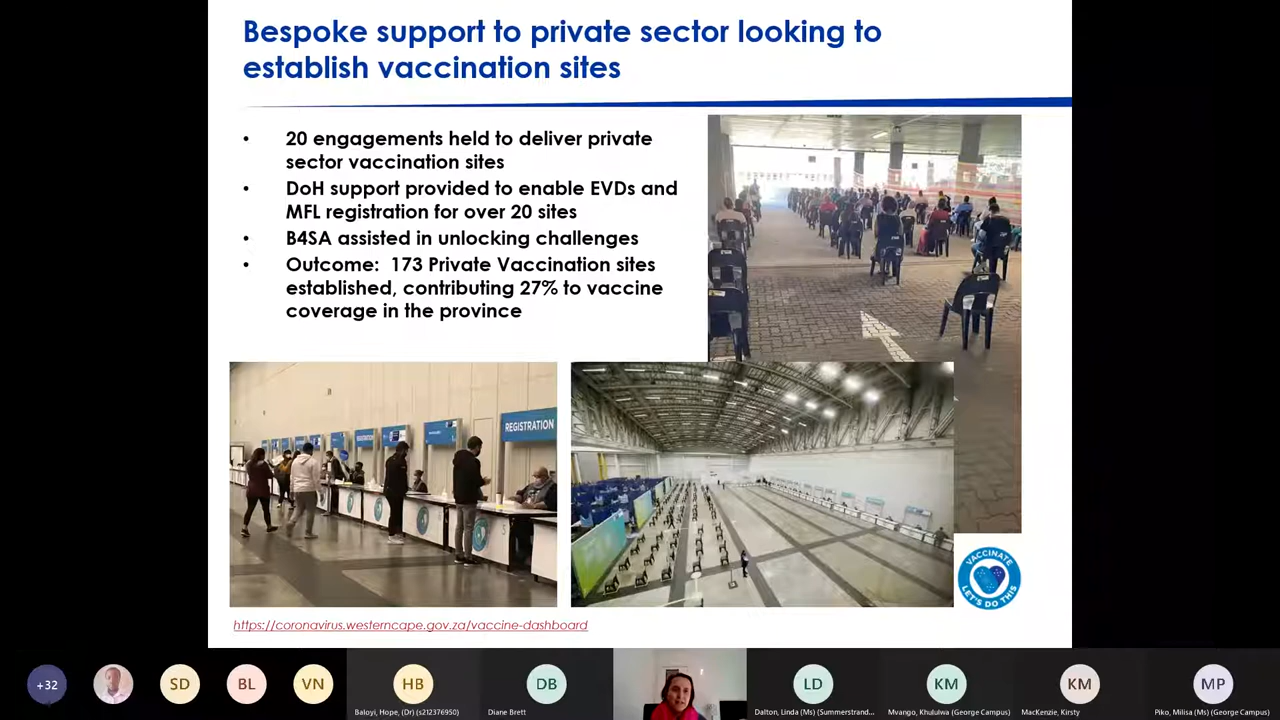 Bespoke support to private sector looking to
establish vaccination sites
• 20 engagements held to deliver private
sector vaccination sites
• DoH support provided to enable EVDs and
MFL registration for over 20 sites
• B4SA assisted in unlocking challenges
• Outcome: 173 Private Vaccination sites
established, contributing 27% to vaccine
coverage in the province
REGISTRATION
VACCINATE
LET'S DO THIS
https://coronavirus.westerncape.gov.za/vaccine-dashboard
+32
SD
BL
VN
HB
DB
LD
KM
KM
MP
Baloyi, Hope, (Dr) (s212376950)
Diane Brett
Dalton, Linda (Ms) (Summerstrand...
Mvango, Khululwa (George Campus)
MacKenzie, Kirsty
Piko, Milisa (Ms) (George Campus)